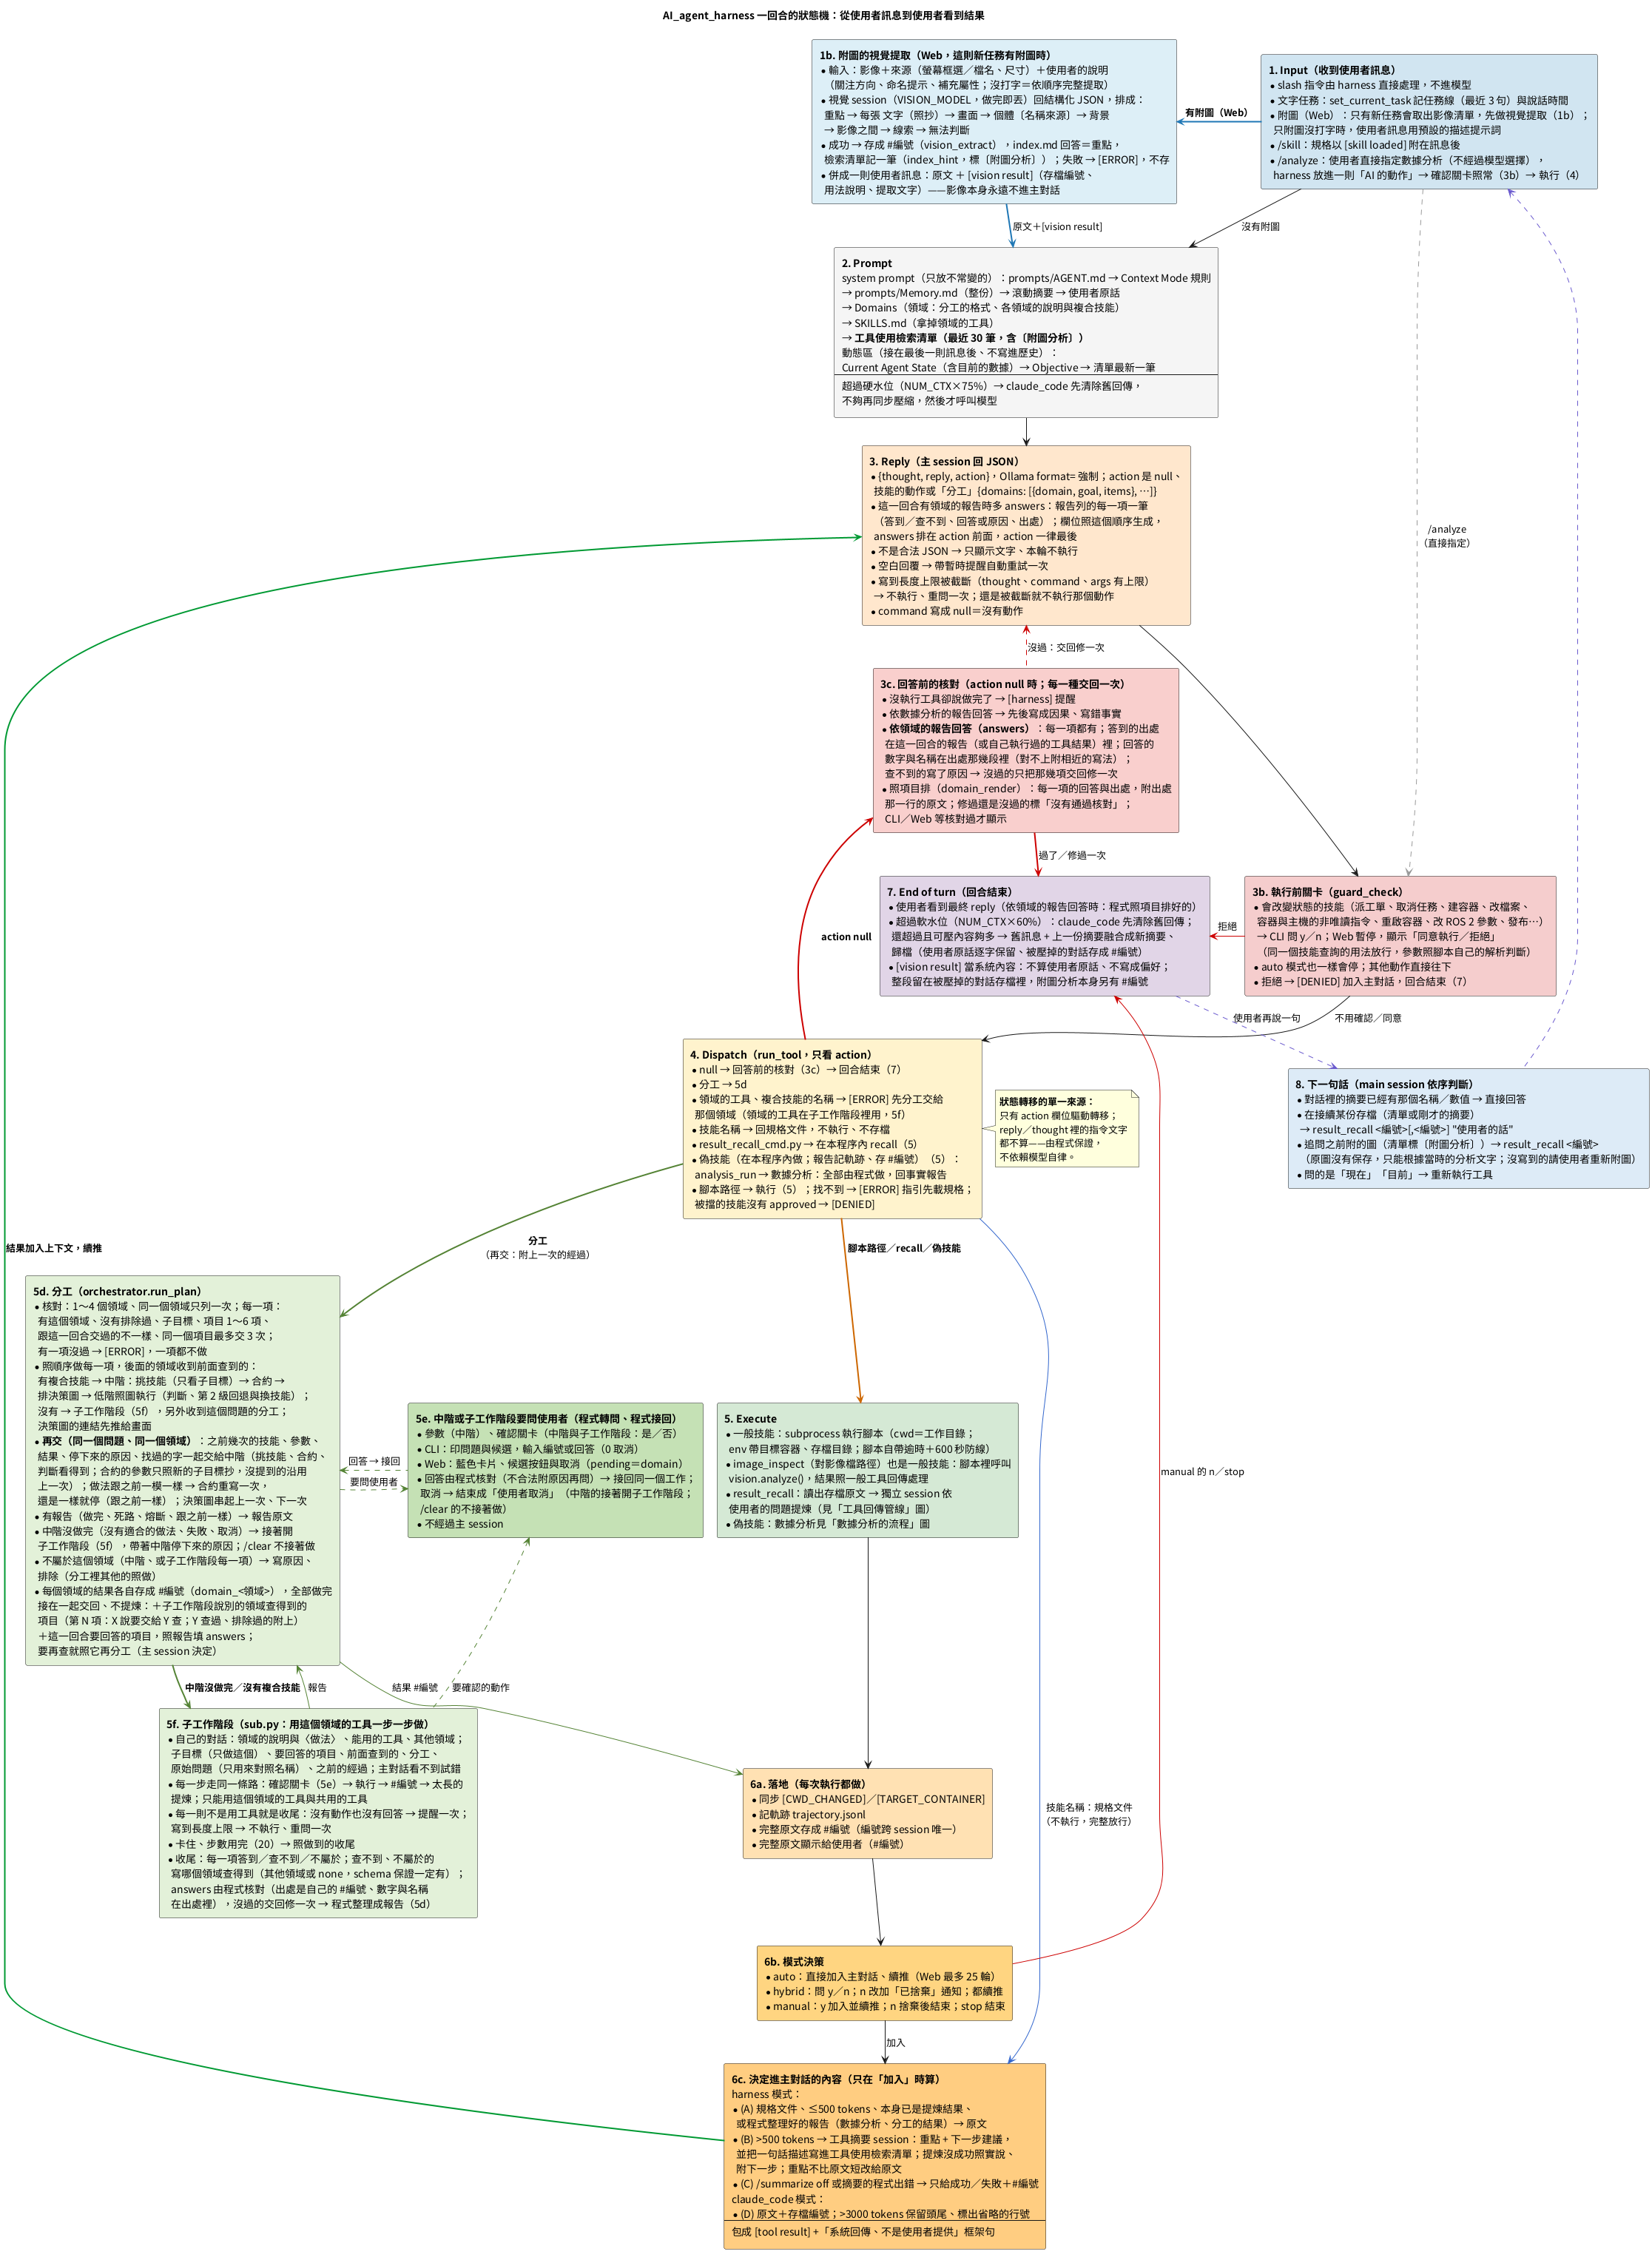 AI_agent_harness 一回合的狀態機：從使用者訊息到使用者看到結果
1b. 附圖的視覺提取（Web，這則新任務有附圖時）
• 輸入：影像＋來源（螢幕框選／檔名、尺寸）＋使用者的說明
（關注方向、命名提示、補充屬性；沒打字＝依順序完整提取）
• 視覺 session（VISION_MODEL，做完即丟）回結構化 JSON，排成：
重點 → 每張 文字（照抄）→ 畫面 → 個體〔名稱來源〕→ 背景
→ 影像之間 → 線索 → 無法判斷
• 成功 → 存成 #編號（vision_extract），index.md 回答＝重點，
檢索清單記一筆（index_hint，標〔附圖分析〕）；失敗 → [ERROR]，不存
• 併成一則使用者訊息：原文 ＋ [vision result]（存檔編號、
用法說明、提取文字）——影像本身永遠不進主對話
有附圖（Web）
1. Input（收到使用者訊息）
• slash 指令由 harness 直接處理，不進模型
• 文字任務：set_current_task 記任務線（最近 3 句）與說話時間
• 附圖（Web）：只有新任務會取出影像清單，先做視覺提取（1b）；
只附圖沒打字時，使用者訊息用預設的描述提示詞
• /skill：規格以 [skill loaded] 附在訊息後
• /analyze：使用者直接指定數據分析（不經過模型選擇），
harness 放進一則「AI 的動作」→ 確認關卡照常（3b）→ 執行（4）
原文＋[vision result]
沒有附圖
2. Prompt
system prompt（只放不常變的）：prompts/AGENT.md → Context Mode 規則
→ prompts/Memory.md（整份）→ 滾動摘要 → 使用者原話
→ Domains（領域：分工的格式、各領域的說明與複合技能）
→ SKILLS.md（拿掉領域的工具）
→ 工具使用檢索清單（最近 30 筆，含〔附圖分析〕）
動態區（接在最後一則訊息後、不寫進歷史）：
Current Agent State（含目前的數據）→ Objective → 清單最新一筆
超過硬水位（NUM_CTX×75%）→ claude_code 先清除舊回傳，
不夠再同步壓縮，然後才呼叫模型
3. Reply（主 session 回 JSON）
• {thought, reply, action}，Ollama format= 強制；action 是 null、
技能的動作或「分工」{domains: [{domain, goal, items}, …]}
• 這一回合有領域的報告時多 answers：報告列的每一項一筆
（答到／查不到、回答或原因、出處）；欄位照這個順序生成，
answers 排在 action 前面，action 一律最後
• 不是合法 JSON → 只顯示文字、本輪不執行
• 空白回覆 → 帶暫時提醒自動重試一次
• 寫到長度上限被截斷（thought、command、args 有上限）
→ 不執行、重問一次；還是被截斷就不執行那個動作
• command 寫成 null＝沒有動作
/analyze
（直接指定）
沒過：交回修一次
3c. 回答前的核對（action null 時；每一種交回一次）
• 沒執行工具卻說做完了 → [harness] 提醒
• 依數據分析的報告回答 → 先後寫成因果、寫錯事實
• 依領域的報告回答（answers）：每一項都有；答到的出處
在這一回合的報告（或自己執行過的工具結果）裡；回答的
數字與名稱在出處那幾段裡（對不上附相近的寫法）；
查不到的寫了原因 → 沒過的只把那幾項交回修一次
• 照項目排（domain_render）：每一項的回答與出處，附出處
那一行的原文；修過還是沒過的標「沒有通過核對」；
CLI／Web 等核對過才顯示
過了／修過一次
action null
7. End of turn（回合結束）
• 使用者看到最終 reply（依領域的報告回答時：程式照項目排好的）
• 超過軟水位（NUM_CTX×60%）：claude_code 先清除舊回傳；
還超過且可壓內容夠多 → 舊訊息 + 上一份摘要融合成新摘要、
歸檔（使用者原話逐字保留、被壓掉的對話存成 #編號）
• [vision result] 當系統內容：不算使用者原話、不寫成偏好；
整段留在被壓掉的對話存檔裡，附圖分析本身另有 #編號
拒絕
3b. 執行前關卡（guard_check）
• 會改變狀態的技能（派工單、取消任務、建容器、改檔案、
容器與主機的非唯讀指令、重啟容器、改 ROS 2 參數、發布…）
→ CLI 問 y／n；Web 暫停，顯示「同意執行／拒絕」
（同一個技能查詢的用法放行，參數照腳本自己的解析判斷）
• auto 模式也一樣會停；其他動作直接往下
• 拒絕 → [DENIED] 加入主對話，回合結束（7）
使用者再說一句
不用確認／同意
4. Dispatch（run_tool，只看 action）
• null → 回答前的核對（3c）→ 回合結束（7）
• 分工 → 5d
• 領域的工具、複合技能的名稱 → [ERROR] 先分工交給
那個領域（領域的工具在子工作階段裡用，5f）
• 技能名稱 → 回規格文件，不執行、不存檔
• result_recall_cmd.py → 在本程序內 recall（5）
• 偽技能（在本程序內做；報告記軌跡、存 #編號）（5）：
analysis_run → 數據分析：全部由程式做，回事實報告
• 腳本路徑 → 執行（5）；找不到 → [ERROR] 指引先載規格；
被擋的技能沒有 approved → [DENIED]
狀態轉移的單一來源：
只有 action 欄位驅動轉移；
reply／thought 裡的指令文字
都不算——由程式保證，
不依賴模型自律。
8. 下一句話（main session 依序判斷）
• 對話裡的摘要已經有那個名稱／數值 → 直接回答
• 在接續某份存檔（清單或剛才的摘要）
→ result_recall <編號>[,<編號>] "使用者的話"
• 追問之前附的圖（清單標〔附圖分析〕）→ result_recall <編號>
（原圖沒有保存，只能根據當時的分析文字；沒寫到的請使用者重新附圖）
• 問的是「現在」「目前」→ 重新執行工具
結果加入上下文，續推
分工
（再交：附上一次的經過）
腳本路徑／recall／偽技能
5d. 分工（orchestrator.run_plan）
• 核對：1～4 個領域、同一個領域只列一次；每一項：
有這個領域、沒有排除過、子目標、項目 1～6 項、
跟這一回合交過的不一樣、同一個項目最多交 3 次；
有一項沒過 → [ERROR]，一項都不做
• 照順序做每一項，後面的領域收到前面查到的：
有複合技能 → 中階：挑技能（只看子目標）→ 合約 →
排決策圖 → 低階照圖執行（判斷、第 2 級回退與換技能）；
沒有 → 子工作階段（5f），另外收到這個問題的分工；
決策圖的連結先推給畫面
• 再交（同一個問題、同一個領域）：之前幾次的技能、參數、
結果、停下來的原因、找過的字一起交給中階（挑技能、合約、
判斷看得到；合約的參數只照新的子目標抄，沒提到的沿用
上一次）；做法跟之前一模一樣 → 合約重寫一次，
還是一樣就停（跟之前一樣）；決策圖串起上一次、下一次
• 有報告（做完、死路、熔斷、跟之前一樣）→ 報告原文
• 中階沒做完（沒有適合的做法、失敗、取消）→ 接著開
子工作階段（5f），帶著中階停下來的原因；/clear 不接著做
• 不屬於這個領域（中階、或子工作階段每一項）→ 寫原因、
排除（分工裡其他的照做）
• 每個領域的結果各自存成 #編號（domain_<領域>），全部做完
接在一起交回、不提煉：＋子工作階段說別的領域查得到的
項目（第 N 項：X 說要交給 Y 查；Y 查過、排除過的附上）
＋這一回合要回答的項目，照報告填 answers；
要再查就照它再分工（主 session 決定）
回答 → 接回
要問使用者
5e. 中階或子工作階段要問使用者（程式轉問、程式接回）
• 參數（中階）、確認關卡（中階與子工作階段：是／否）
• CLI：印問題與候選，輸入編號或回答（0 取消）
• Web：藍色卡片、候選按鈕與取消（pending＝domain）
• 回答由程式核對（不合法附原因再問）→ 接回同一個工作；
取消 → 結束成「使用者取消」（中階的接著開子工作階段；
/clear 的不接著做）
• 不經過主 session
5. Execute
• 一般技能：subprocess 執行腳本（cwd＝工作目錄；
env 帶目標容器、存檔目錄；腳本自帶逾時＋600 秒防線）
• image_inspect（對影像檔路徑）也是一般技能：腳本裡呼叫
vision.analyze()，結果照一般工具回傳處理
• result_recall：讀出存檔原文 → 獨立 session 依
使用者的問題提煉（見「工具回傳管線」圖）
• 偽技能：數據分析見「數據分析的流程」圖
manual 的 n／stop
中階沒做完／沒有複合技能
報告
結果 #編號
要確認的動作
5f. 子工作階段（sub.py：用這個領域的工具一步一步做）
• 自己的對話：領域的說明與〈做法〉、能用的工具、其他領域；
子目標（只做這個）、要回答的項目、前面查到的、分工、
原始問題（只用來對照名稱）、之前的經過；主對話看不到試錯
• 每一步走同一條路：確認關卡（5e）→ 執行 → #編號 → 太長的
提煉；只能用這個領域的工具與共用的工具
• 每一則不是用工具就是收尾：沒有動作也沒有回答 → 提醒一次；
寫到長度上限 → 不執行、重問一次
• 卡住、步數用完（20）→ 照做到的收尾
• 收尾：每一項答到／查不到／不屬於；查不到、不屬於的
寫哪個領域查得到（其他領域或 none，schema 保證一定有）；
answers 由程式核對（出處是自己的 #編號、數字與名稱
在出處裡），沒過的交回修一次 → 程式整理成報告（5d）
6a. 落地（每次執行都做）
• 同步 [CWD_CHANGED]／[TARGET_CONTAINER]
• 記軌跡 trajectory.jsonl
• 完整原文存成 #編號（編號跨 session 唯一）
• 完整原文顯示給使用者（#編號）
技能名稱：規格文件
（不執行，完整放行）
6b. 模式決策
• auto：直接加入主對話、續推（Web 最多 25 輪）
• hybrid：問 y／n；n 改加「已捨棄」通知；都續推
• manual：y 加入並續推；n 捨棄後結束；stop 結束
加入
6c. 決定進主對話的內容（只在「加入」時算）
harness 模式：
• (A) 規格文件、≤500 tokens、本身已是提煉結果、
或程式整理好的報告（數據分析、分工的結果）→ 原文
• (B) >500 tokens → 工具摘要 session：重點 + 下一步建議，
並把一句話描述寫進工具使用檢索清單；提煉沒成功照實說、
附下一步；重點不比原文短改給原文
• (C) /summarize off 或摘要的程式出錯 → 只給成功／失敗＋#編號
claude_code 模式：
• (D) 原文＋存檔編號；>3000 tokens 保留頭尾、標出省略的行號
包成 [tool result] +「系統回傳、不是使用者提供」框架句